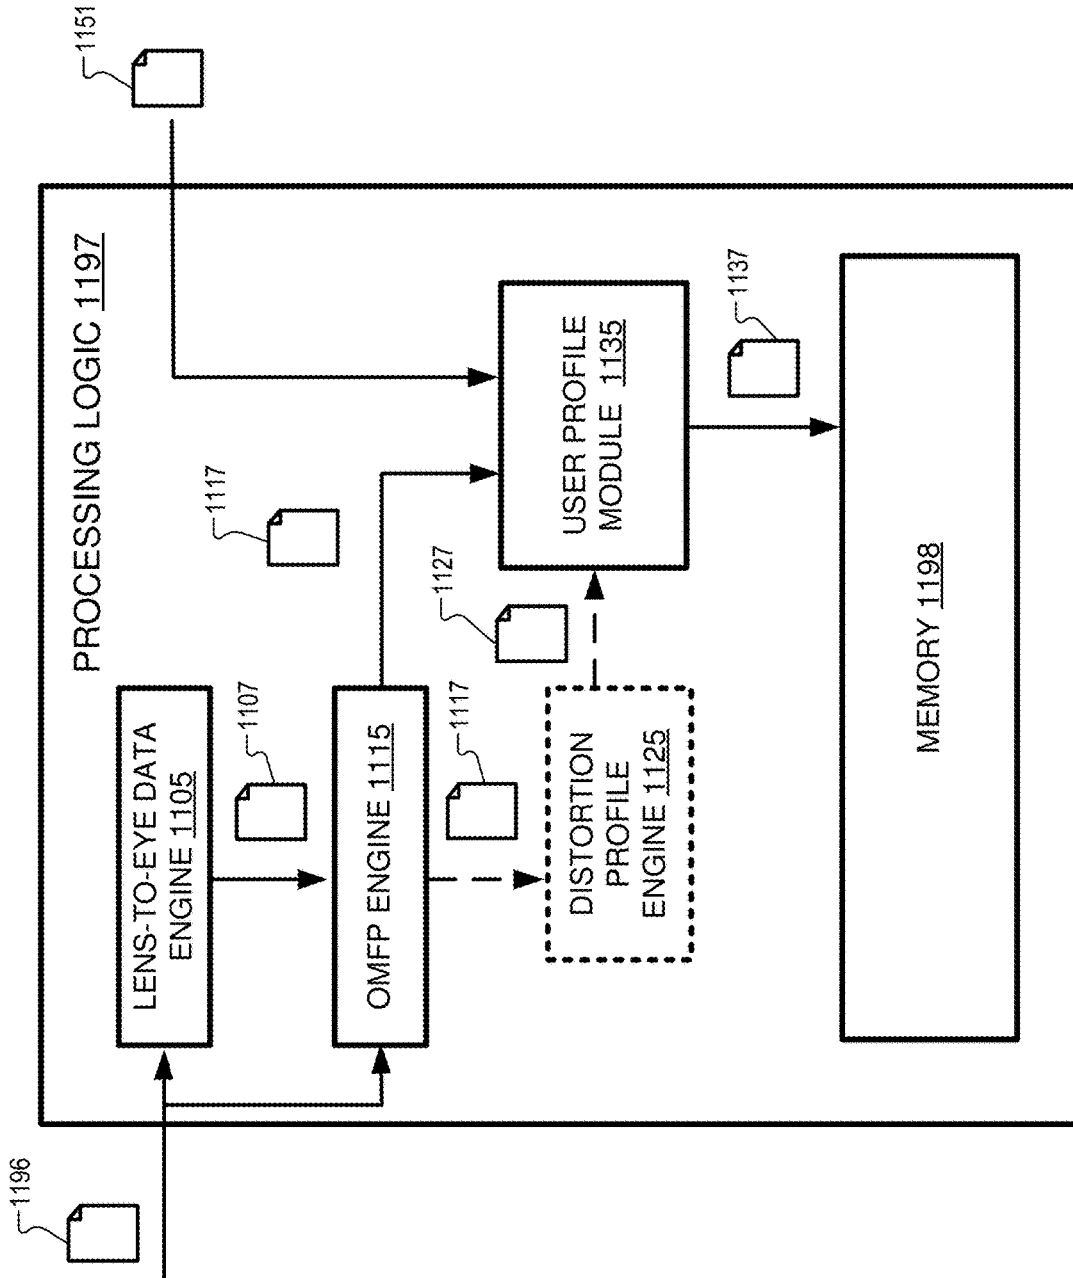 1196
1151
PROCESSING LOGIC 1197
LENS-TO-EYE DATA
ENGINE 1105
1107
1117
OMFP ENGINE 1115
1117
1127
DISTORTION
PROFILE
ENGINE 1125
USER PROFILE
MODULE 1135
1137
MEMORY 1198